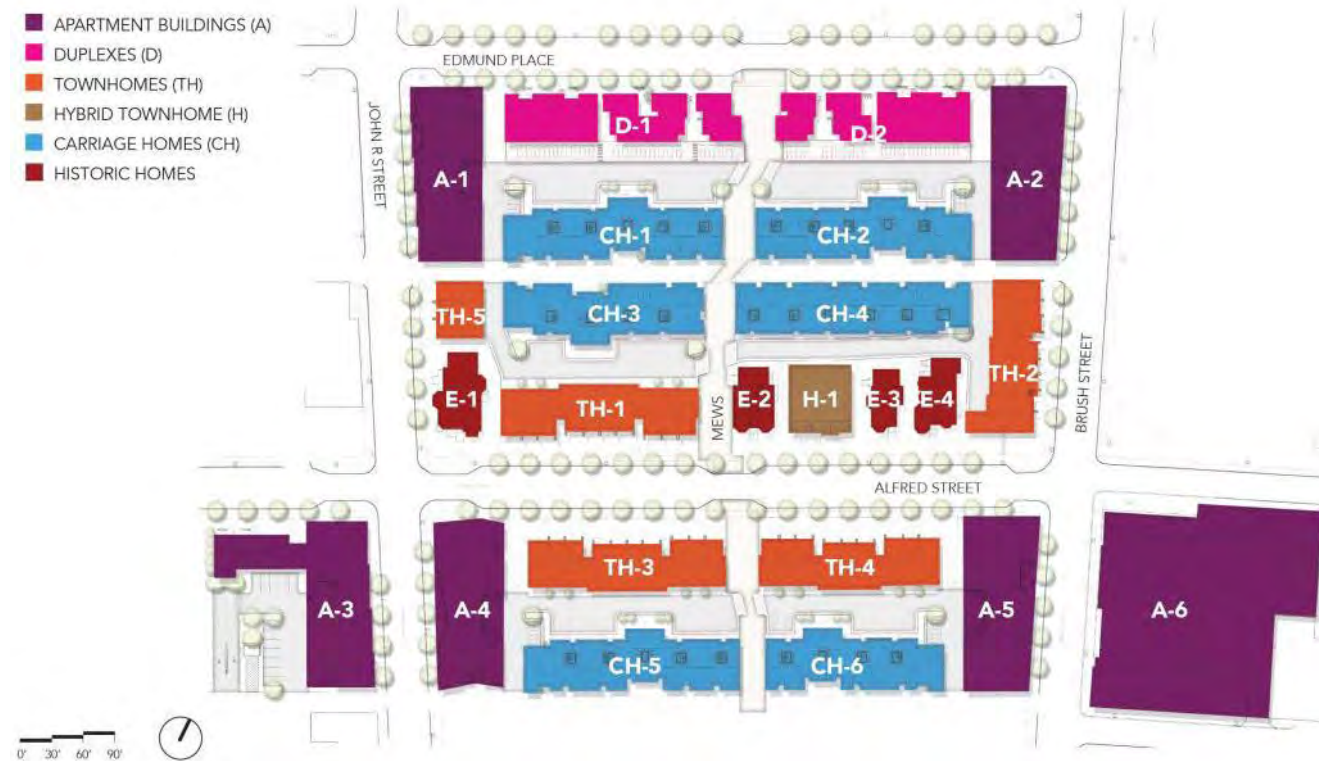 APARTMENT BUILDINGS (A)
DUPLEXES (D)
TOWNHOMES (TH)
HYBRID TOWNHOME (H)
CARRIAGE HOMES (CH)
HISTORIC HOMES
EDMUND PLACE
JOHN R STREET
D-1
D-2
A-1
A-2
CH-1
CH-2
TH-5
CH-3
CH-4
TH-2
E-1
TH-1
MEWS
E-2
H-1
E-3
E-4
BRUSH STREET
ALFRED STREET
A-3
A-4
TH-3
TH-4
A-5
A-6
CH-5
CH-6
0' 30' 60' 90'